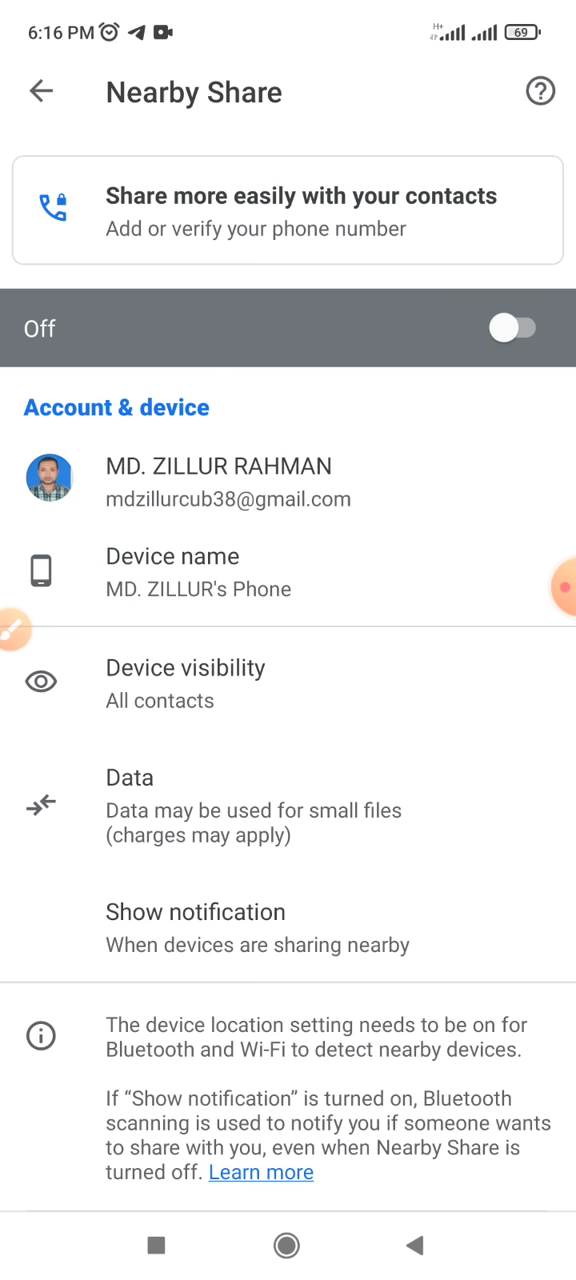 6:16 PM
H+
69
Nearby Share
Share more easily with your contacts
Add or verify your phone number
Off
Account & device
MD. ZILLUR RAHMAN
mdzillurcub38@gmail.com
Device name
MD. ZILLUR's Phone
Device visibility
All contacts
Data
Data may be used for small files
(charges may apply)
Show notification
When devices are sharing nearby
The device location setting needs to be on for
Bluetooth and Wi-Fi to detect nearby devices.
If “Show notification” is turned on, Bluetooth
scanning is used to notify you if someone wants
to share with you, even when Nearby Share is
turned off. Learn more